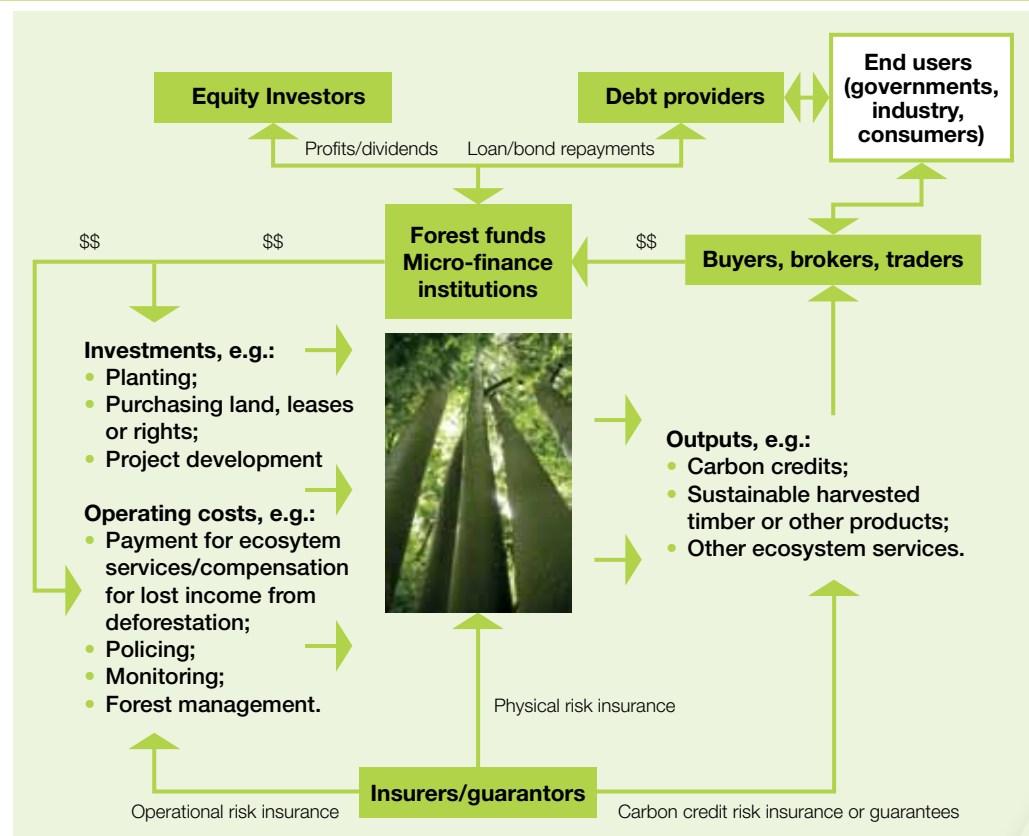 Equity Investors
Debt providers
End users
(governments,
industry,
consumers)
Profits/dividends
Loan/bond repayments
$$
$$
Forest funds
Micro-finance
institutions
$$
Buyers, brokers, traders
Investments, e.g.:
• Planting;
• Purchasing land, leases
or rights;
• Project development
Operating costs, e.g.:
• Payment for ecosytem
services/compensation
for lost income from
deforestation;
• Policing;
• Monitoring;
• Forest management.
Outputs, e.g.:
• Carbon credits;
• Sustainable harvested
timber or other products;
• Other ecosystem services.
Physical risk insurance
Insurers/guarantors
Operational risk insurance
Carbon credit risk insurance or guarantees